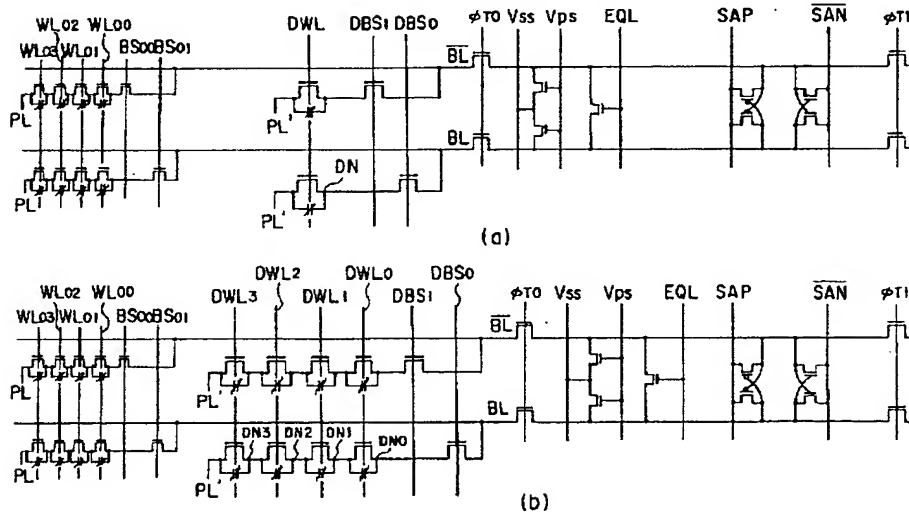 WL02 WL00
WL03 WL01 BS00 BS01
DWL DBS1 DBS0
φT0 Vss Vps EQL SAP SAN φT1
BL
PL PL'
BL
DN
PL PL'
(a)
WL02 WL00
WL03 WL01 BS00 BS01
DWL3 DWL2 DWL1 DWL0 DBS1 DBS0
φT0 Vss Vps EQL SAP SAN φT1
BL
PL PL'
BL
DN3 DN2 DN1 DN0
PL PL'
(b)